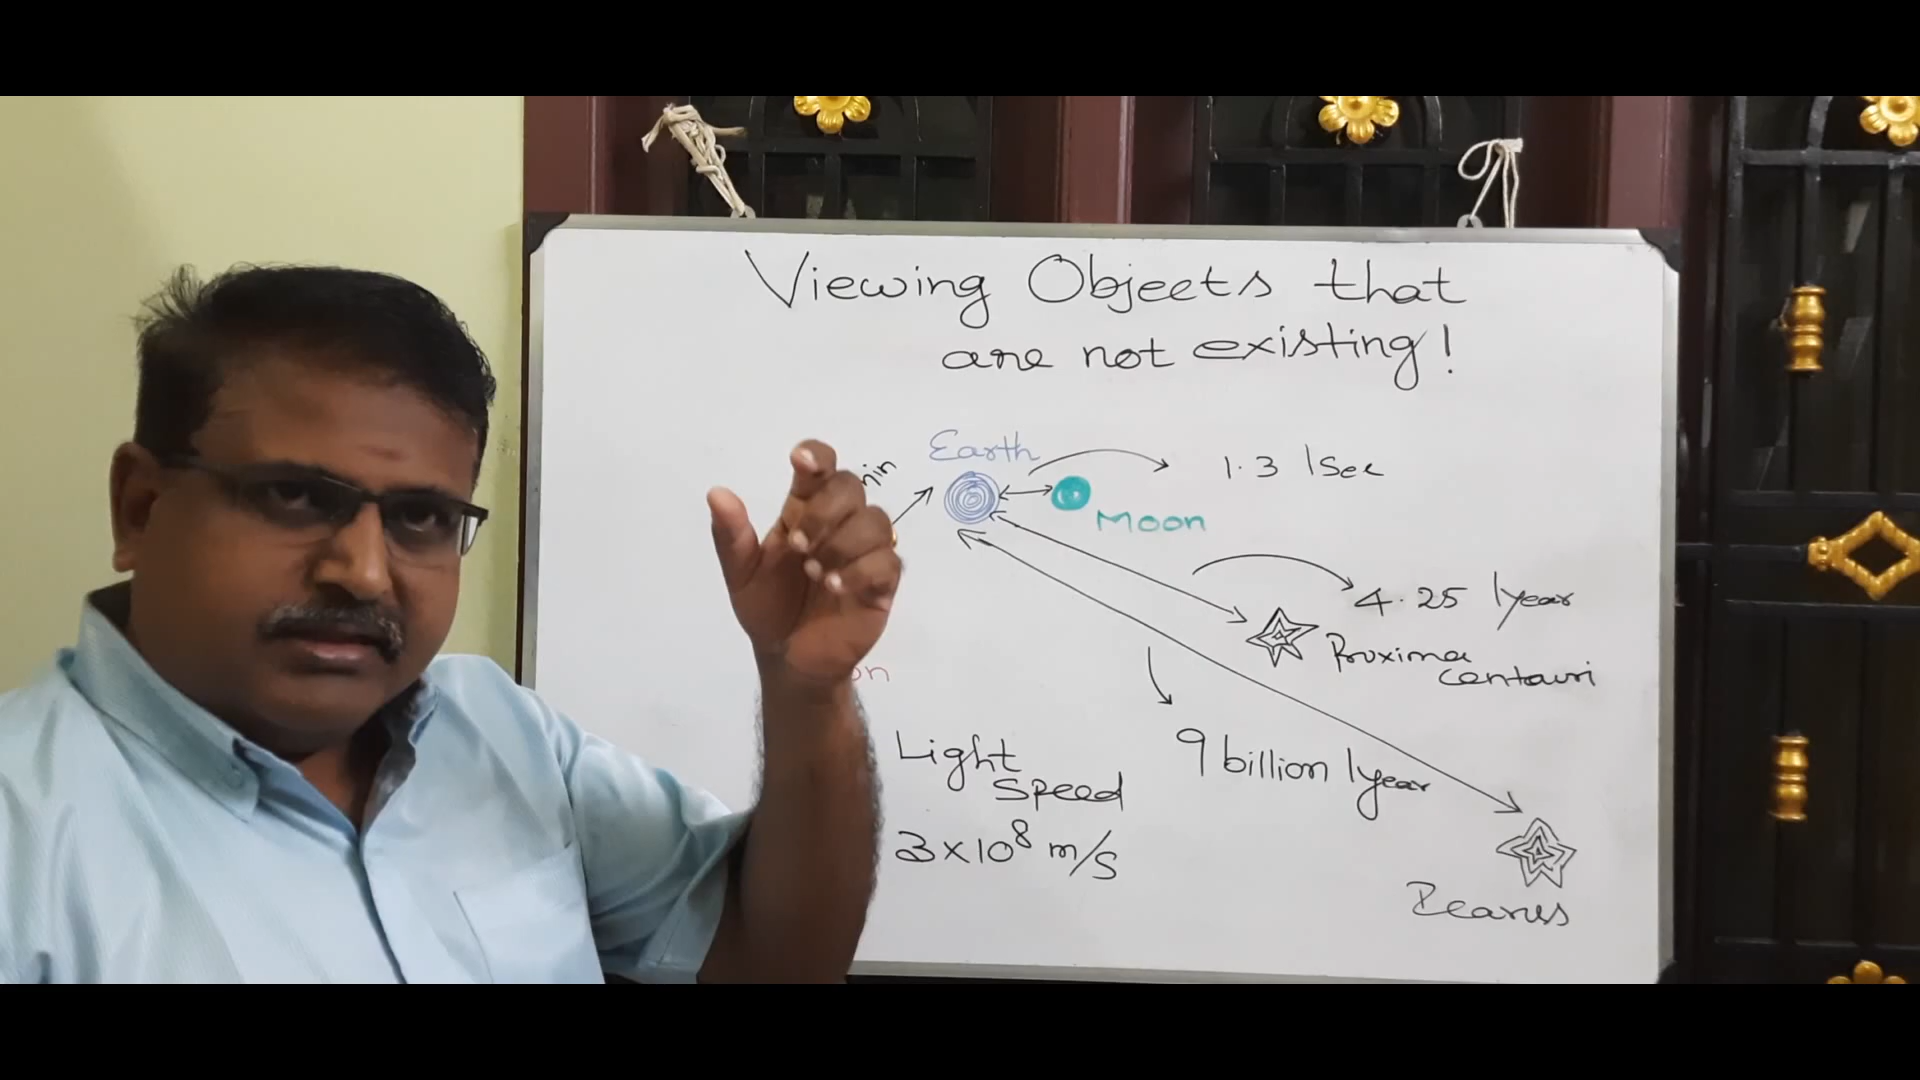 Viewing Objects that
are not existing!
Earth
1.3 lSec
Moon
4.25 lyear
Proxima
centauri
Light
Speed
9 billion lyear
3x10⁸ m/s